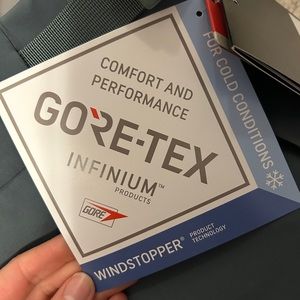 COMFORT AND
PERFORMANCE
GORE-TEX
INFINIUM™
PRODUCTS
GORE
WINDSTOPPER® PRODUCT
TECHNOLOGY
FOR COLD CONDITIONS